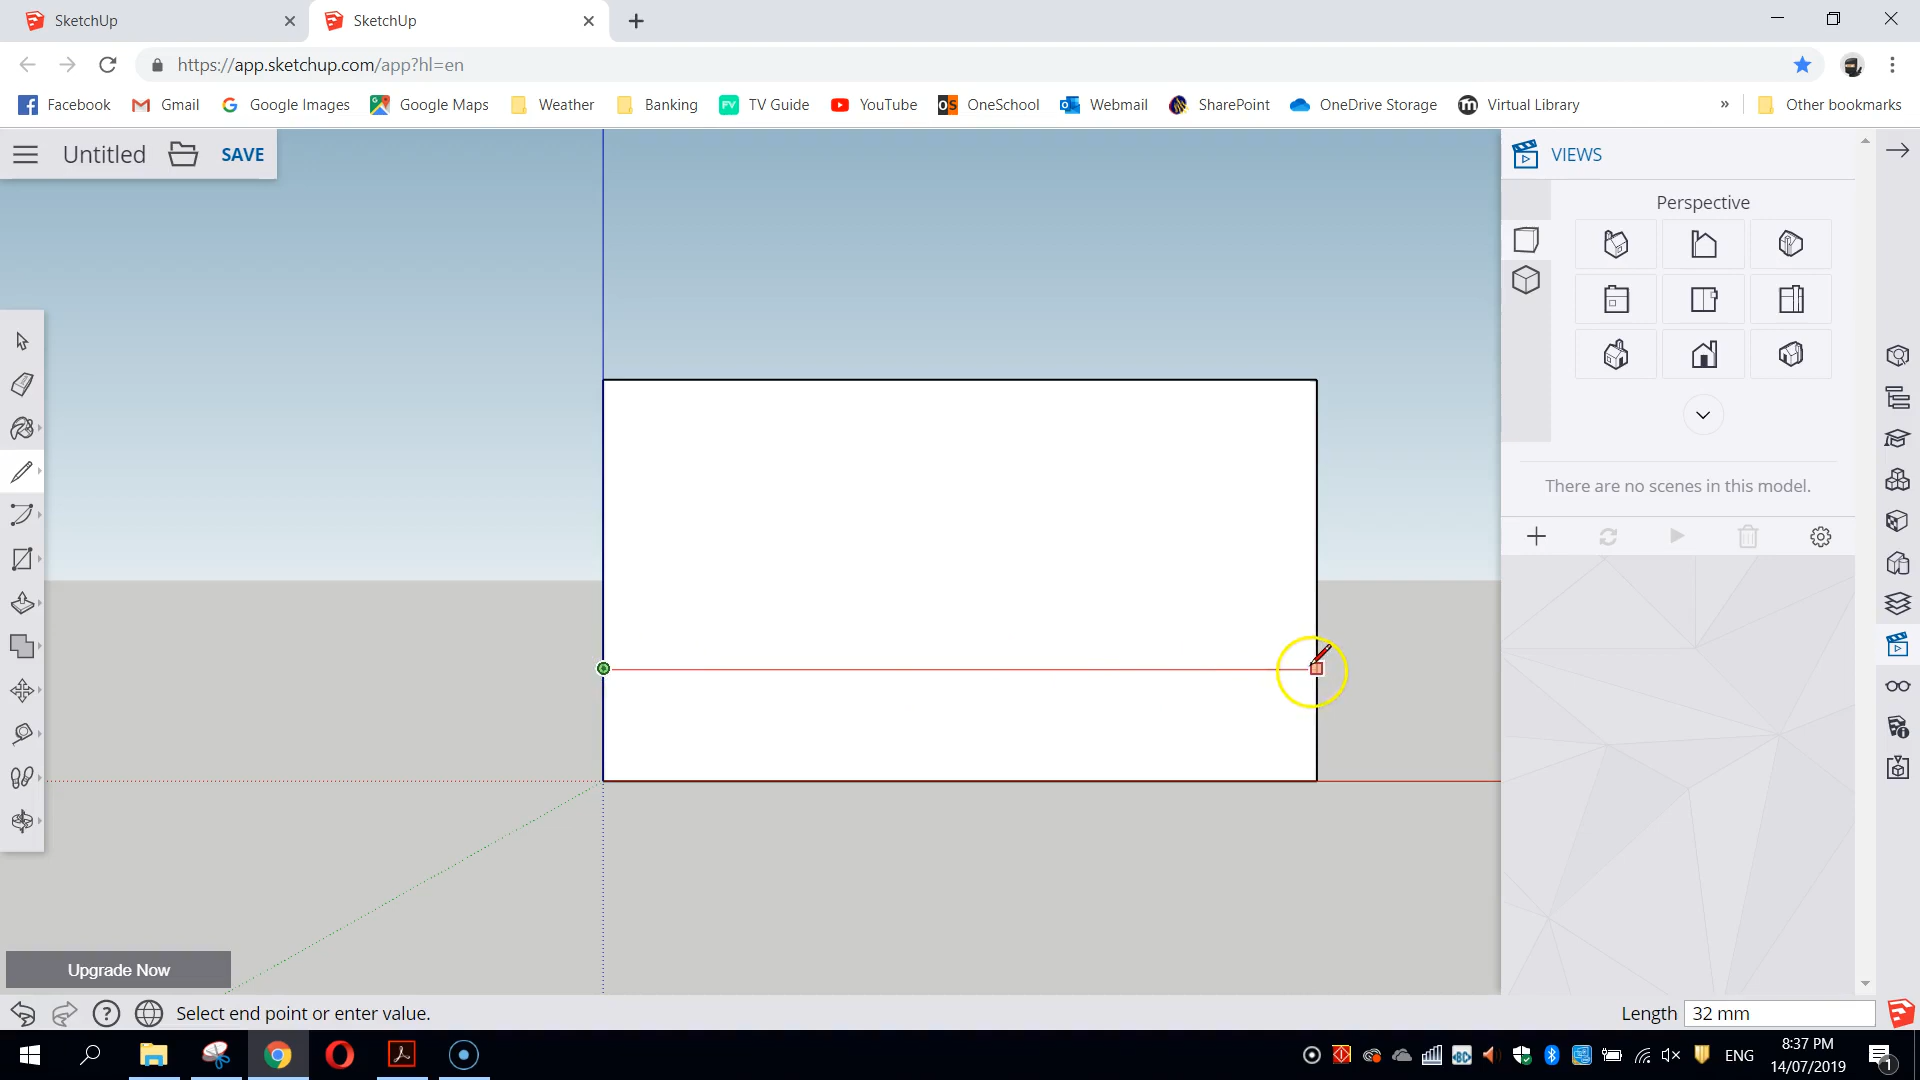 SketchUp
SketchUp
https://app.sketchup.com/app?hl=en
Facebook Gmail Google Images Google Maps Weather Banking TV Guide YouTube OneSchool Webmail SharePoint OneDrive Storage Virtual Library » Other bookmarks
Untitled SAVE
VIEWS
Perspective
There are no scenes in this model.
Upgrade Now
Select end point or enter value.
Length 32 mm
ENG
8:37 PM
14/07/2019
1